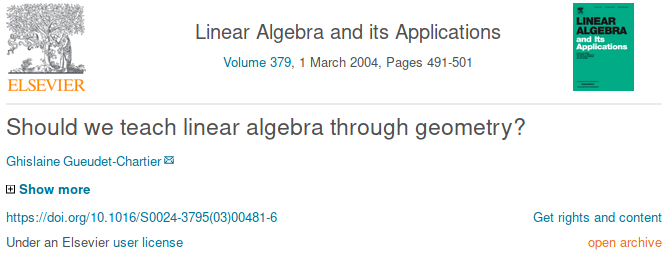 Linear Algebra and its Applications
Volume 379, 1 March 2004, Pages 491-501
ELSEVIER
LINEAR
ALGEBRA
and Its
Applications
Should we teach linear algebra through geometry?
Ghislaine Gueudet-Chartier
Show more
https://doi.org/10.1016/S0024-3795(03)00481-6
Get rights and content
Under an Elsevier user license
open archive